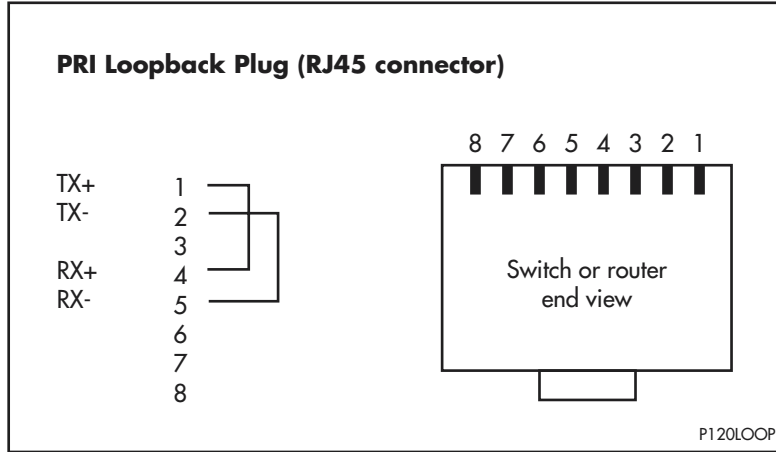 PRI Loopback Plug (RJ45 connector)
TX+ 1
TX- 2
3
RX+ 4
RX- 5
6
7
8
8 7 6 5 4 3 2 1
Switch or router
end view
P120LOOP